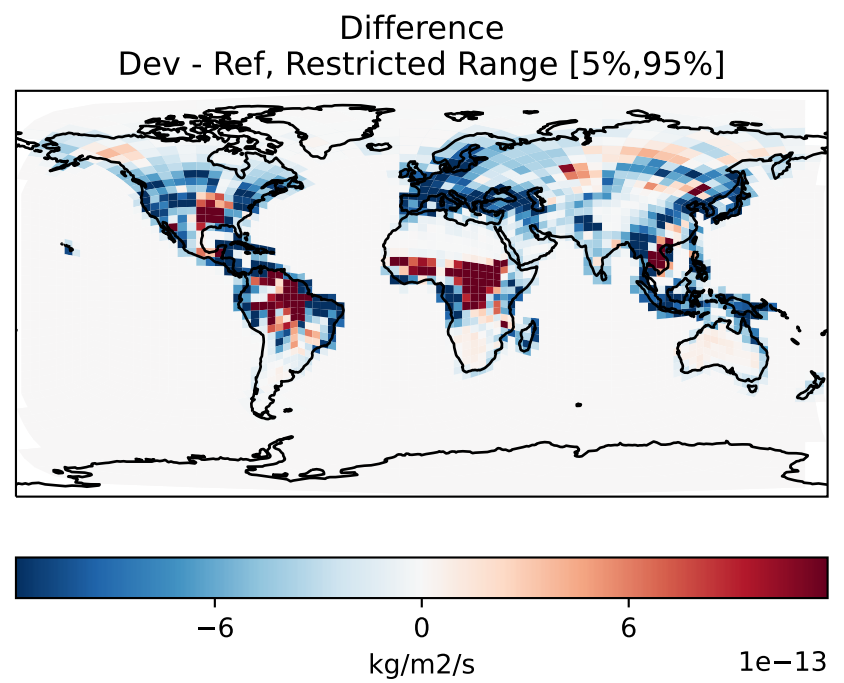 Difference
Dev - Ref, Restricted Range [5%,95%]
−6 0 6
kg/m2/s 1e−13